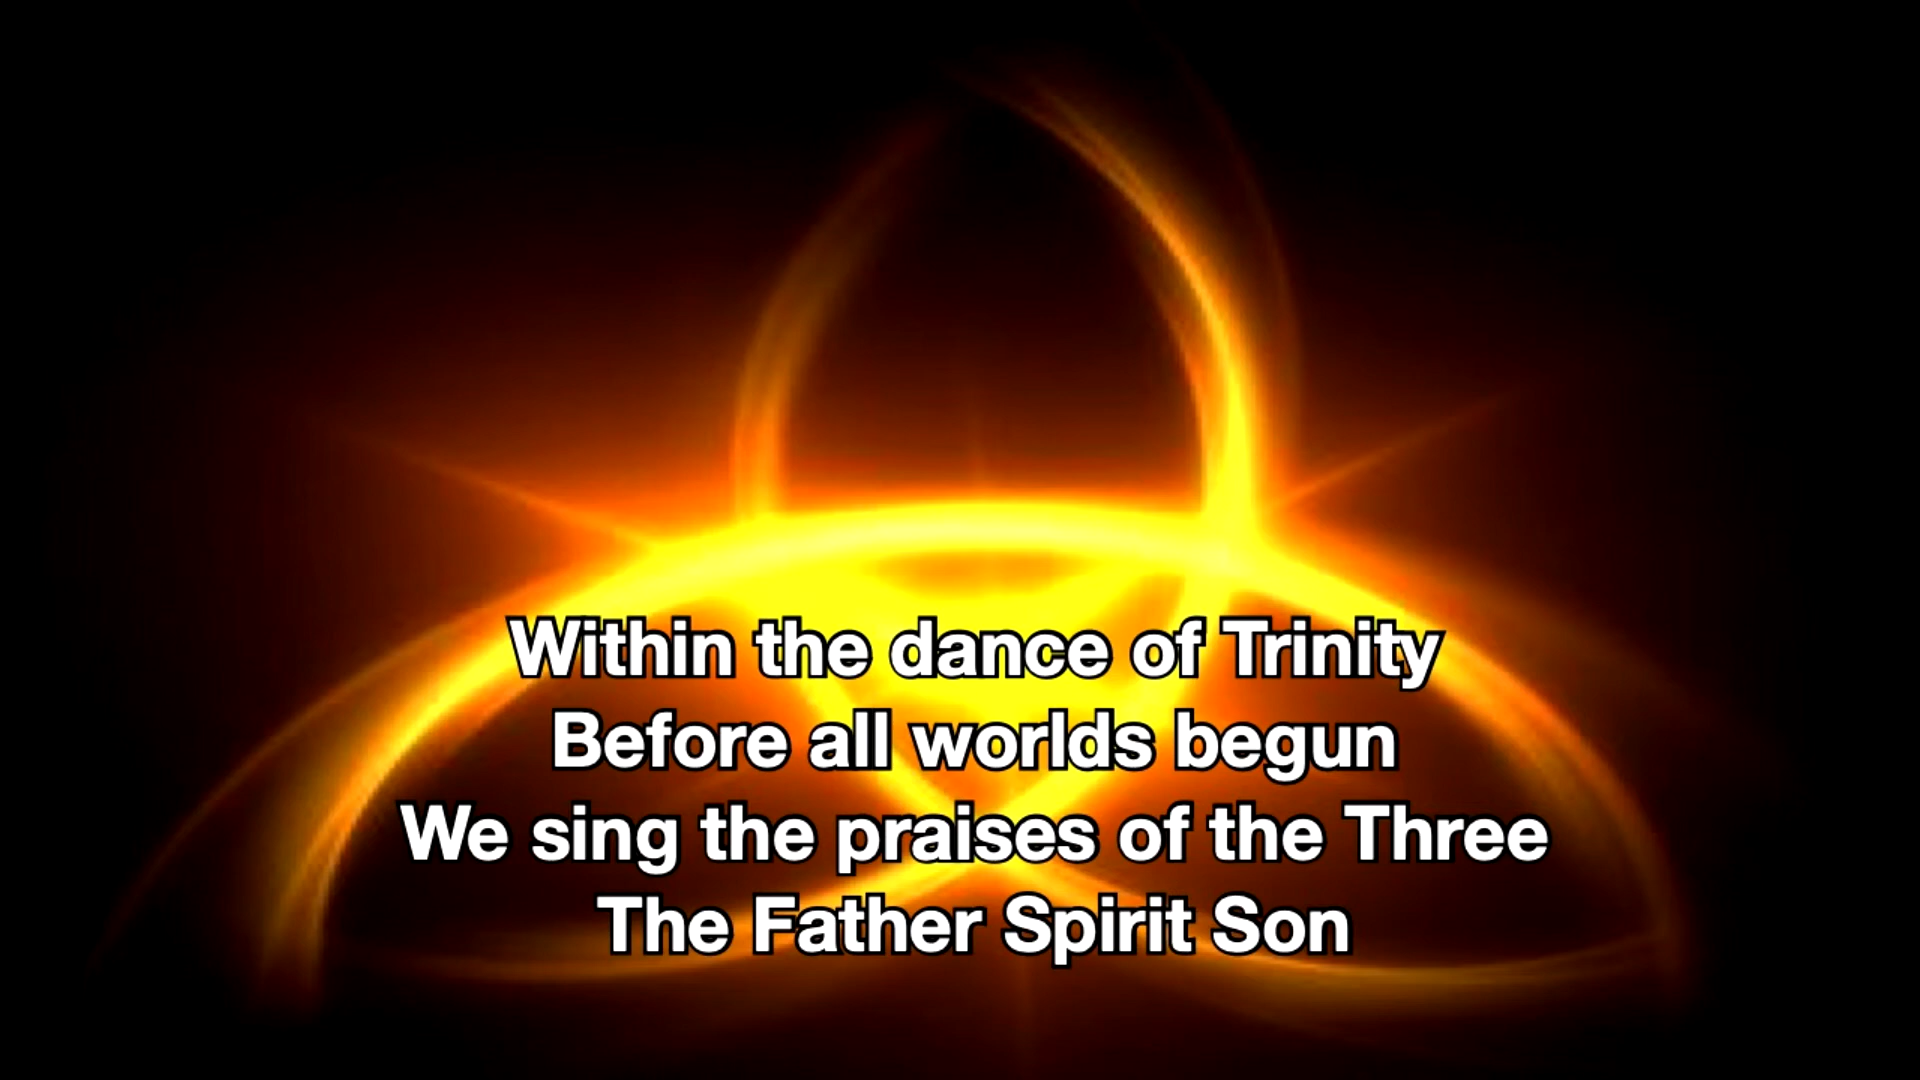 Within the dance of Trinity
Before all worlds begun
We sing the praises of the Three
The Father Spirit Son